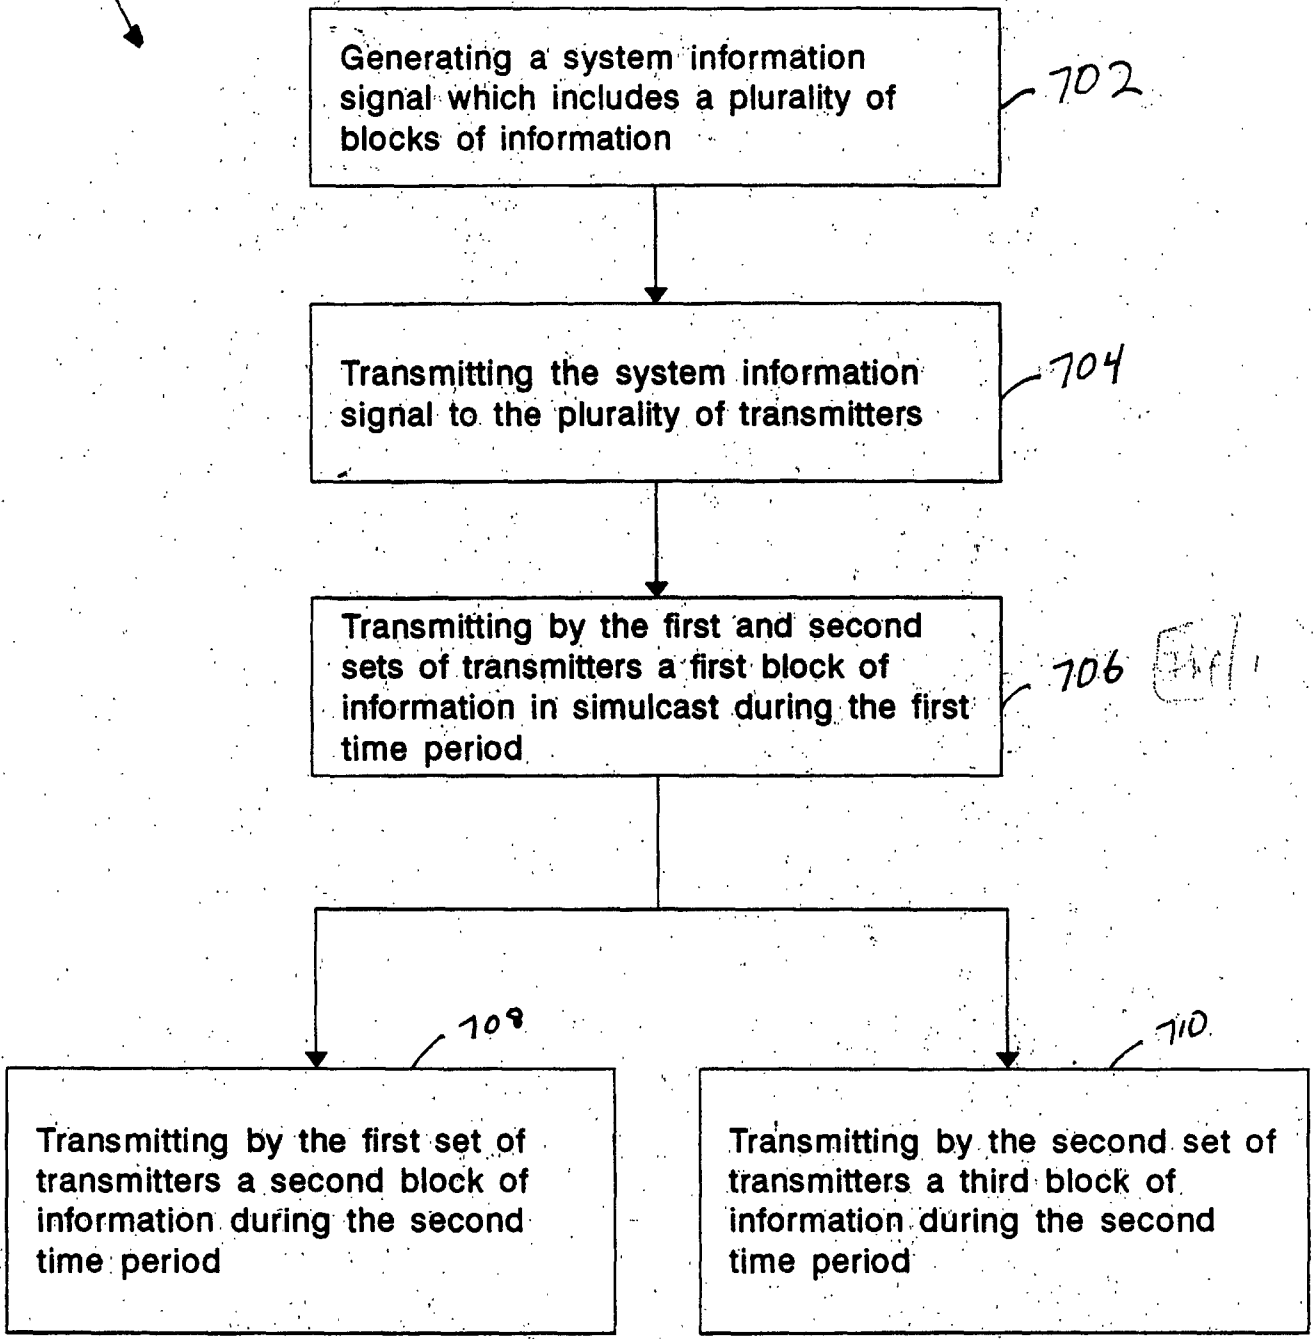 Generating a system information
signal which includes a plurality of
blocks of information
702
Transmitting the system information
signal to the plurality of transmitters
704
Transmitting by the first and second
sets of transmitters a first block of
information in simulcast during the first
time period
706
708
Transmitting by the first set of
transmitters a second block of
information during the second
time period
710
Transmitting by the second set of
transmitters a third block of
information during the second
time period